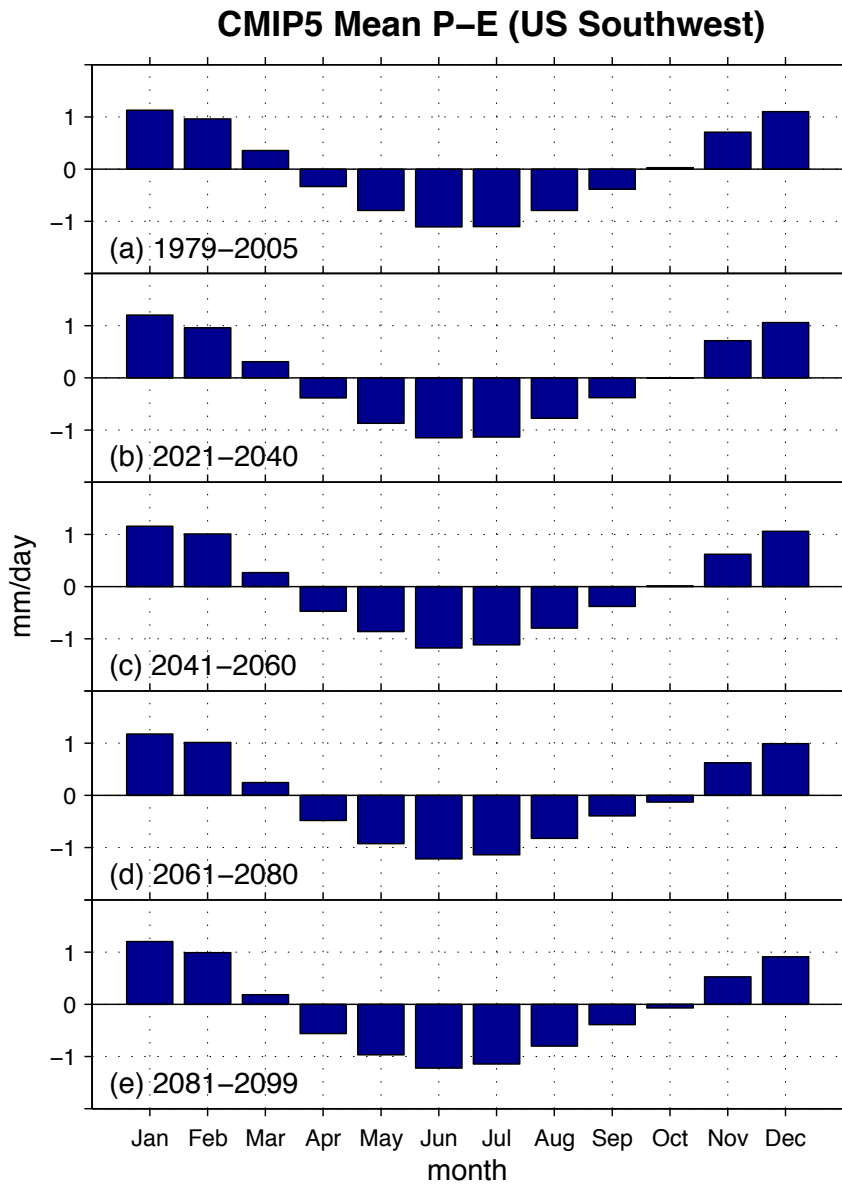 CMIP5 Mean P−E (US Southwest)
1
0
−1
(a) 1979−2005
1
0
−1
(b) 2021−2040
1
0
−1
(c) 2041−2060
mm/day
1
0
−1
(d) 2061−2080
1
0
−1
(e) 2081−2099
Jan Feb Mar Apr May Jun Jul Aug Sep Oct Nov Dec
month